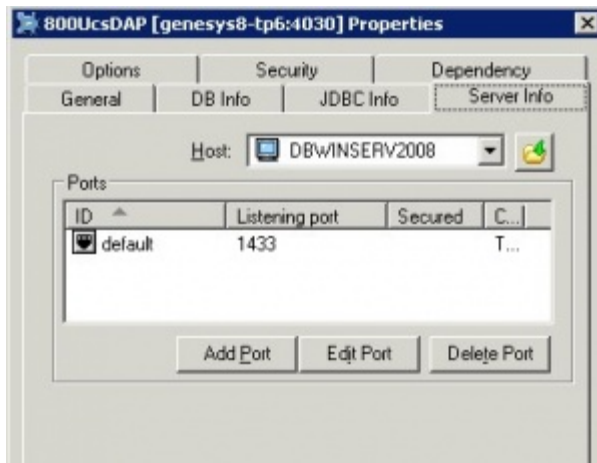 800UcsDAP [genesys8-tp6:4030] Properties
Options Security Dependency
General DB Info JDBC Info Server Info
Host: DBWINSERV2008
Ports
ID Listening port Secured C...
default 1433 T...
Add Port Edit Port Delete Port